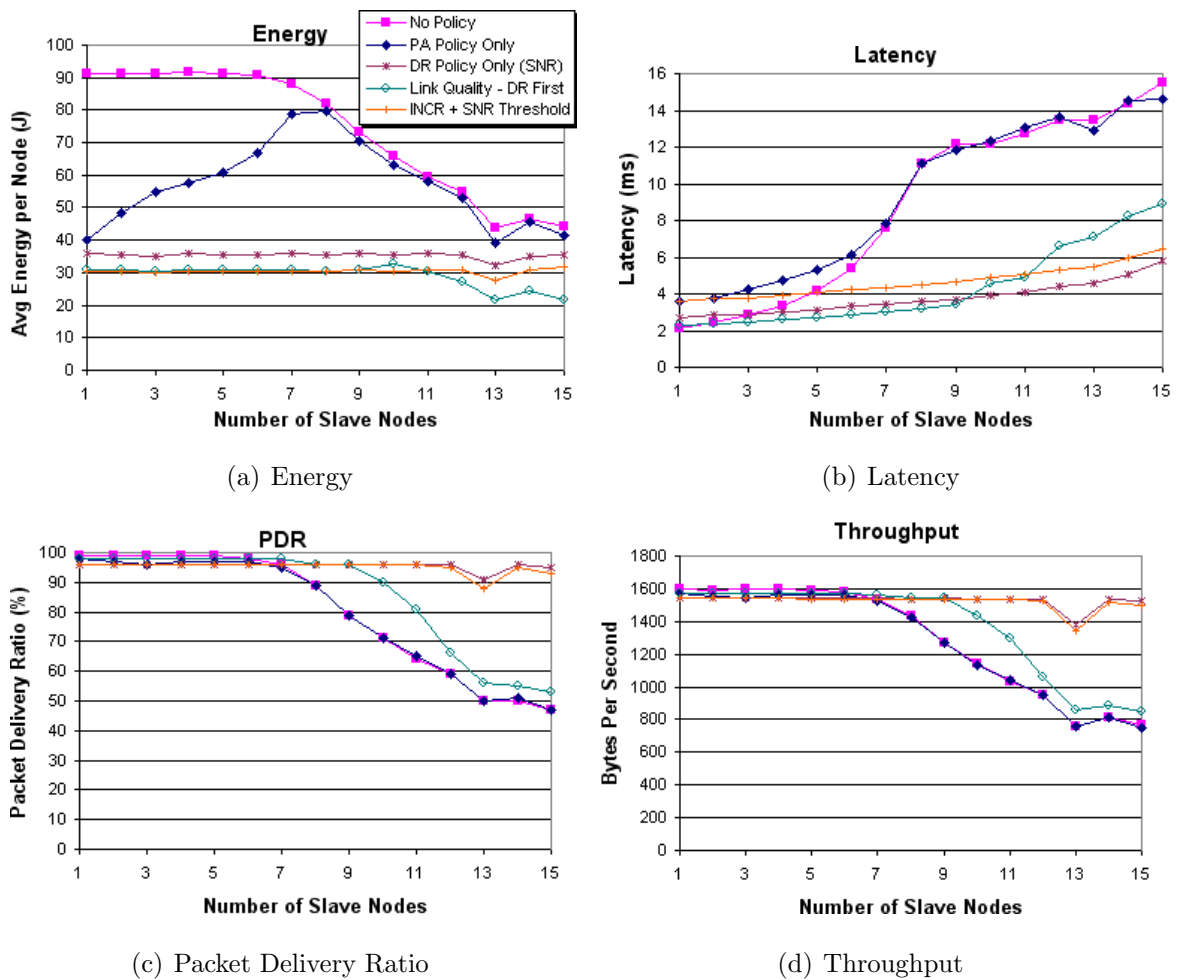 Energy
No Policy
PA Policy Only
DR Policy Only (SNR)
Link Quality - DR First
INCR + SNR Threshold
Avg Energy per Node (J)
100
90
80
70
60
50
40
30
20
10
0
1 3 5 7 9 11 13 15
Number of Slave Nodes
(a) Energy
Latency
Latency (ms)
16
14
12
10
8
6
4
2
0
1 3 5 7 9 11 13 15
Number of Slave Nodes
(b) Latency
PDR
Packet Delivery Ratio (%)
100
90
80
70
60
50
40
30
20
10
0
1 3 5 7 9 11 13 15
Number of Slave Nodes
(c) Packet Delivery Ratio
Throughput
Bytes Per Second
1800
1600
1400
1200
1000
800
600
400
200
0
1 3 5 7 9 11 13 15
Number of Slave Nodes
(d) Throughput